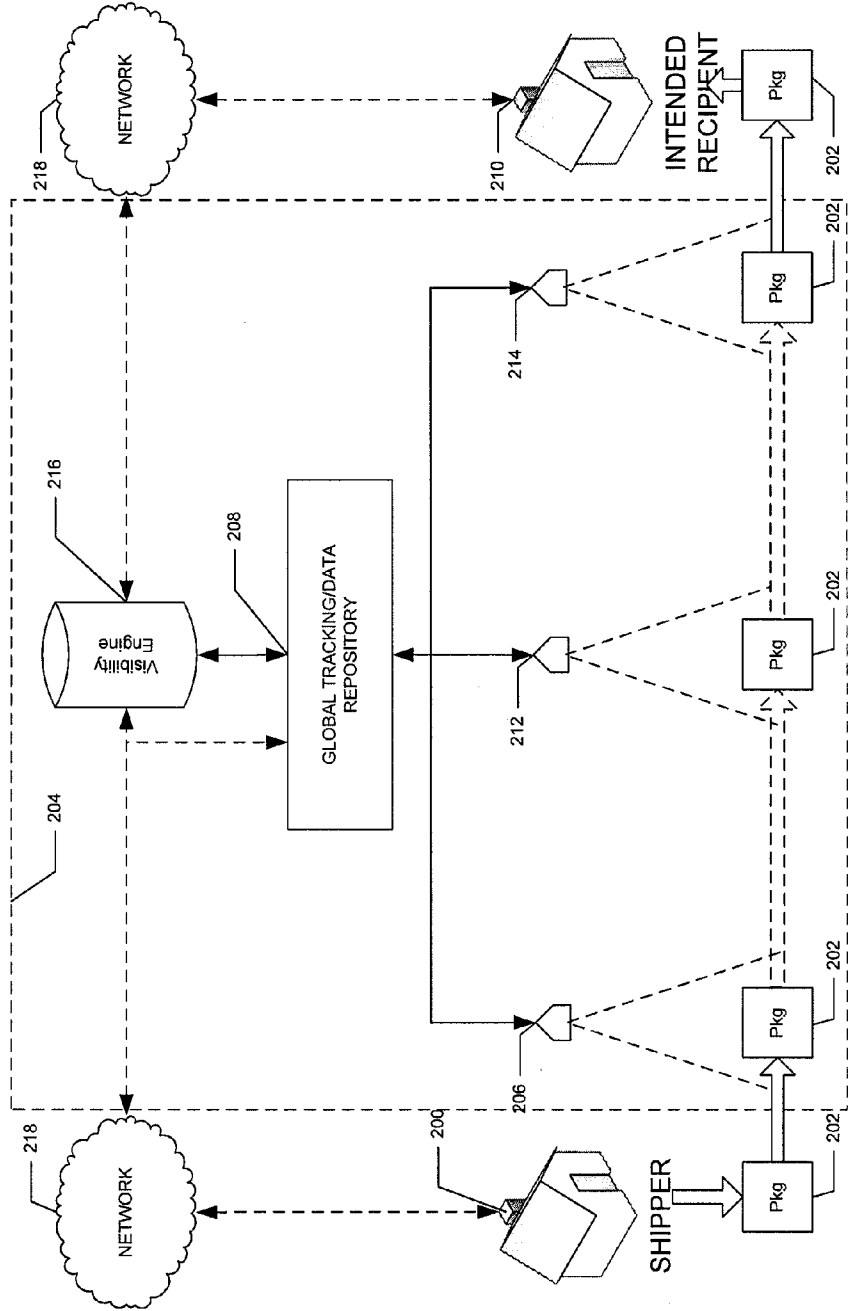 218
NETWORK
204
Visibility
Engine
216
218
NETWORK
208
GLOBAL TRACKING/DATA
REPOSITORY
200
206
212
214
210
SHIPPER
INTENDED
RECIPIENT
Pkg
Pkg
Pkg
Pkg
Pkg
202
202
202
202
202